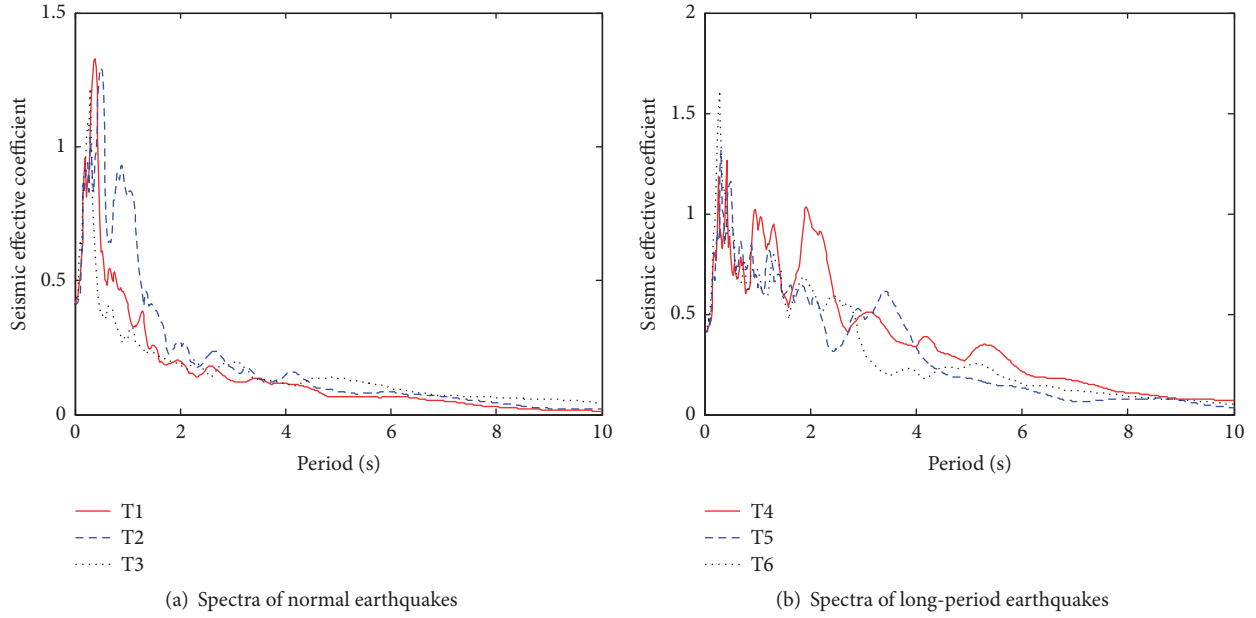 1.5
1
0.5
0
Seismic effective coefficient
0 2 4 6 8 10
Period (s)
T1
T2
T3
(a) Spectra of normal earthquakes
2
1.5
1
0.5
0
Seismic effective coefficient
0 2 4 6 8 10
Period (s)
T4
T5
T6
(b) Spectra of long-period earthquakes